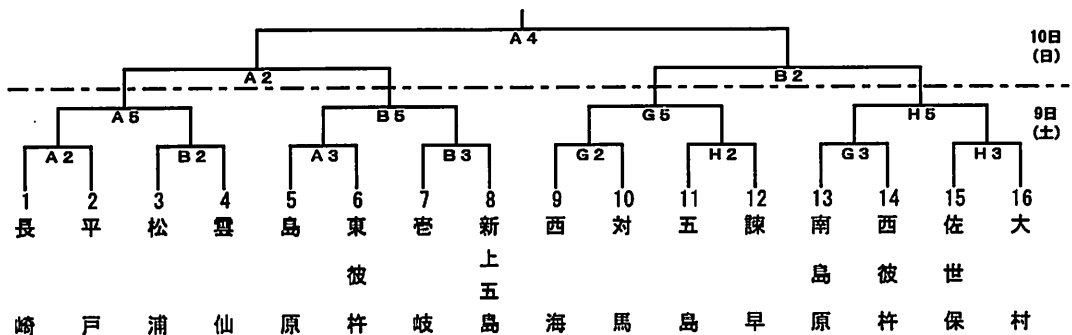 A4
10日
(日)
A2
B2
A5
B5
G5
H5
9日
(土)
A2
B2
A3
B3
G2
H2
G3
H3
1 2 3 4 5 6 7 8 9 10 11 12 13 14 15 16
長崎
平戸
松浦
雲仙
島原
東彼杵
壱岐
新上五島
西海
対馬
五島
諫早
南島原
西彼杵
佐世保
大村